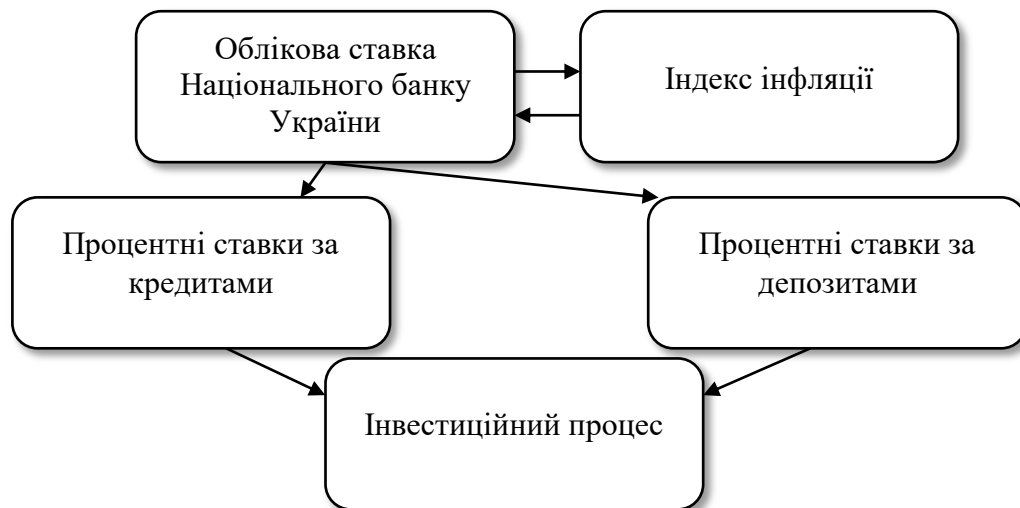 Облікова ставка
Національного банку
України
Індекс інфляції
Процентні ставки за
кредитами
Процентні ставки за
депозитами
Інвестиційний процес